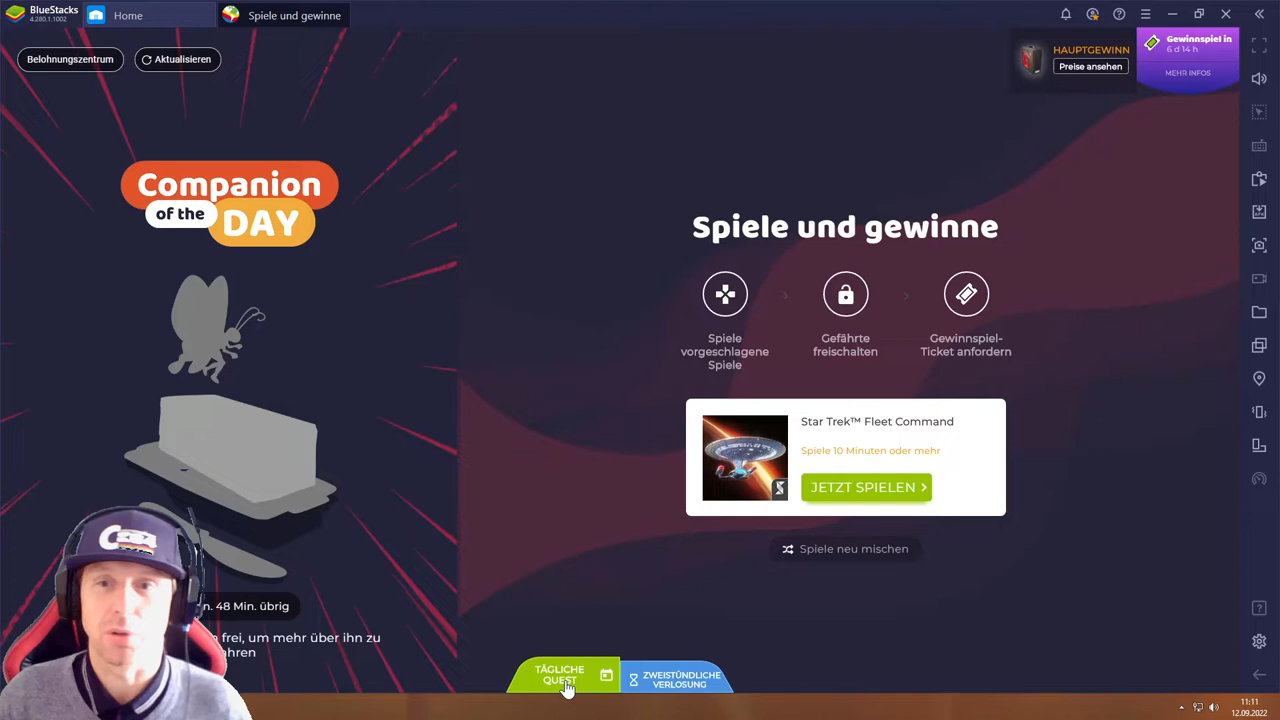 BlueStacks
4.280.1.1002
Home
Spiele und gewinne
Belohnungszentrum
Aktualisieren
HAUPTGEWINN
Preise ansehen
Gewinnspiel in
6 d 14 h
MEHR INFOS
Companion
of the
DAY
Spiele und gewinne
Spiele
vorgeschlagene
Spiele
Gefährte
freischalten
Gewinnspiel-
Ticket anfordern
Star Trek™ Fleet Command
Spiele 10 Minuten oder mehr
JETZT SPIELEN
Spiele neu mischen
n. 48 Min. übrig
frei, um mehr über ihn zu
ahren
TÄGLICHE
QUEST
ZWEISTÜNDLICHE
VERLOSUNG
11:11
12.09.2022